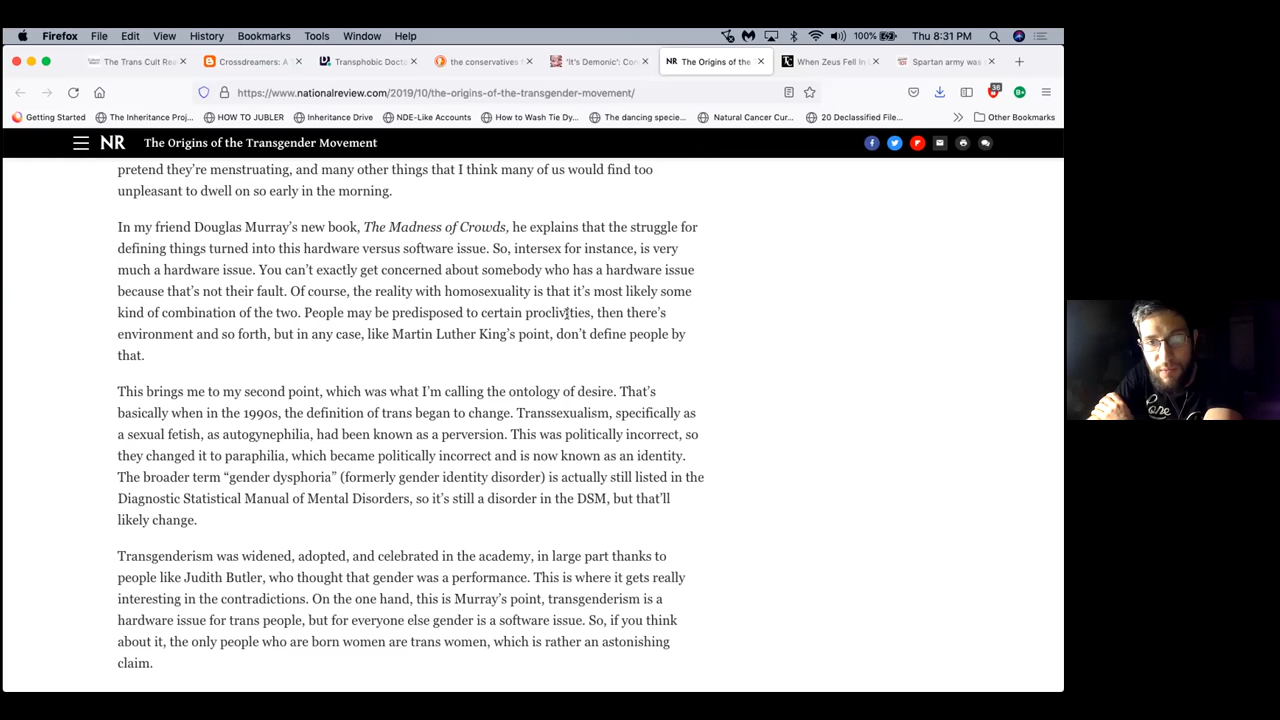 Firefox File Edit View History Bookmarks Tools Window Help 100% Thu 8:31 PM
The Trans Cult Rea Crossdreamers: A T Transphobic Docto the conservatives f 'It's Demonic': Con NR The Origins of the When Zeus Fell In L Spartan army was
https://www.nationalreview.com/2019/10/the-origins-of-the-transgender-movement/ 36
Getting Started The Inheritance Proj... HOW TO JUBLER Inheritance Drive NDE-Like Accounts How to Wash Tie Dy... The dancing specie... Natural Cancer Cur... 20 Declassified File... Other Bookmarks
NR The Origins of the Transgender Movement
pretend they're menstruating, and many other things that I think many of us would find too
unpleasant to dwell on so early in the morning.
In my friend Douglas Murray's new book, The Madness of Crowds, he explains that the struggle for
defining things turned into this hardware versus software issue. So, intersex for instance, is very
much a hardware issue. You can't exactly get concerned about somebody who has a hardware issue
because that's not their fault. Of course, the reality with homosexuality is that it's most likely some
kind of combination of the two. People may be predisposed to certain proclivities, then there's
environment and so forth, but in any case, like Martin Luther King's point, don't define people by
that.
This brings me to my second point, which was what I'm calling the ontology of desire. That's
basically when in the 1990s, the definition of trans began to change. Transsexualism, specifically as
a sexual fetish, as autogynephilia, had been known as a perversion. This was politically incorrect, so
they changed it to paraphilia, which became politically incorrect and is now known as an identity.
The broader term “gender dysphoria” (formerly gender identity disorder) is actually still listed in the
Diagnostic Statistical Manual of Mental Disorders, so it's still a disorder in the DSM, but that'll
likely change.
Transgenderism was widened, adopted, and celebrated in the academy, in large part thanks to
people like Judith Butler, who thought that gender was a performance. This is where it gets really
interesting in the contradictions. On the one hand, this is Murray's point, transgenderism is a
hardware issue for trans people, but for everyone else gender is a software issue. So, if you think
about it, the only people who are born women are trans women, which is rather an astonishing
claim.